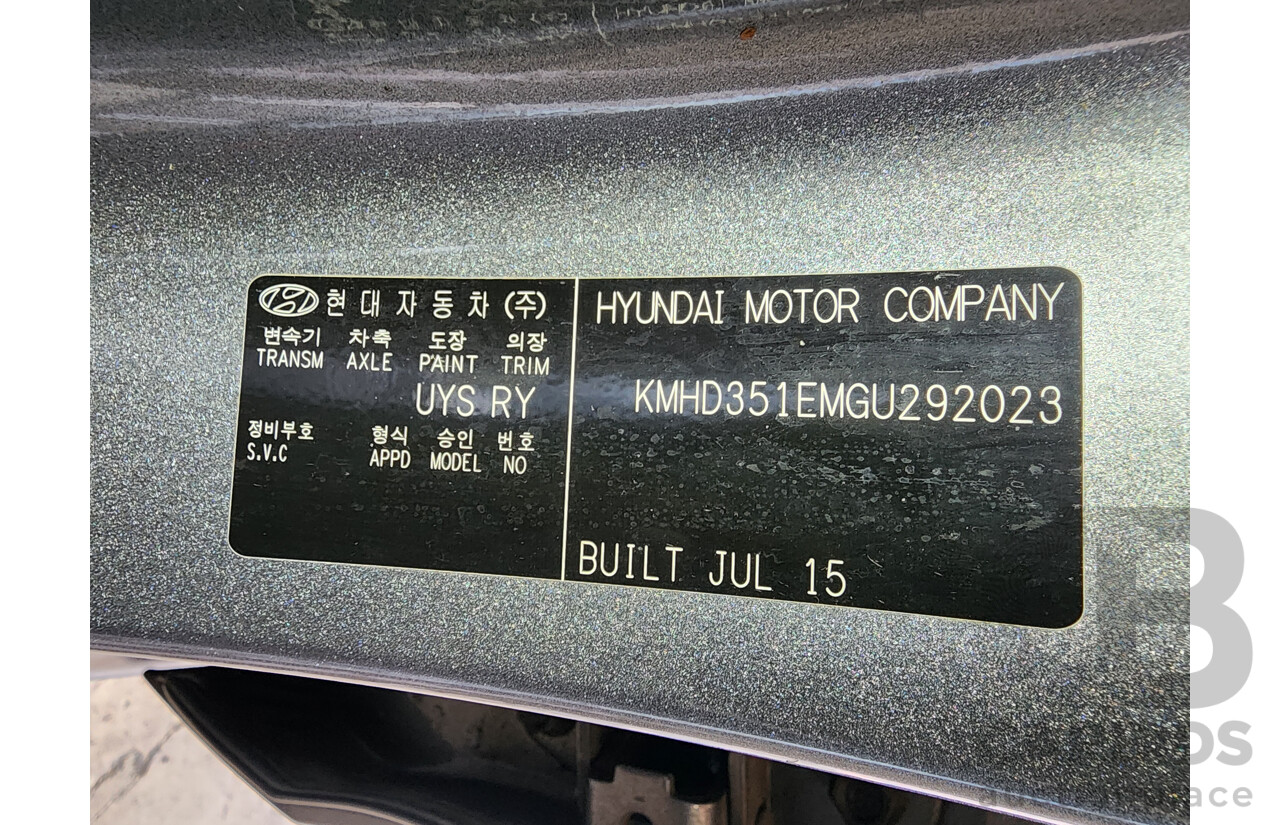 현대자동차(주)
변속기 차축 도장 의장
TRANSM AXLE PAINT TRIM
UYS RY
정비부호 형식 승인 번호
S.V.C APPD MODEL NO
HYUNDAI MOTOR COMPANY
KMHD351EMGU292023
BUILT JUL 15